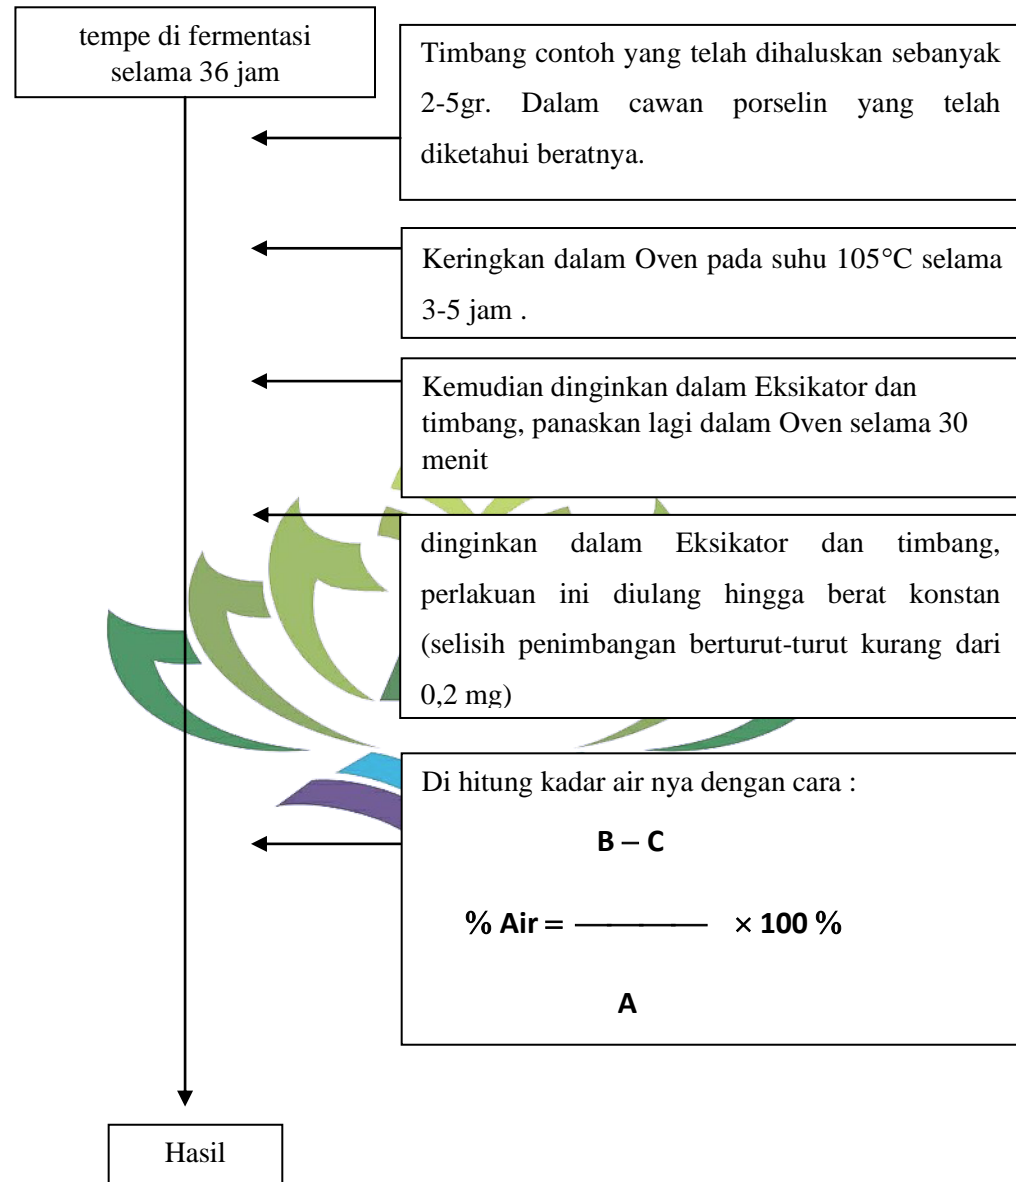 tempe di fermentasi
selama 36 jam
Timbang contoh yang telah dihaluskan sebanyak
2-5gr. Dalam cawan porselin yang telah
diketahui beratnya.
Keringkan dalam Oven pada suhu 105°C selama
3-5 jam .
Kemudian dinginkan dalam Eksikator dan
timbang, panaskan lagi dalam Oven selama 30
menit
dinginkan dalam Eksikator dan timbang,
perlakuan ini diulang hingga berat konstan
(selisih penimbangan berturut-turut kurang dari
0,2 mg)
Di hitung kadar air nya dengan cara :
B – C
% Air = ———— × 100 %
A
Hasil